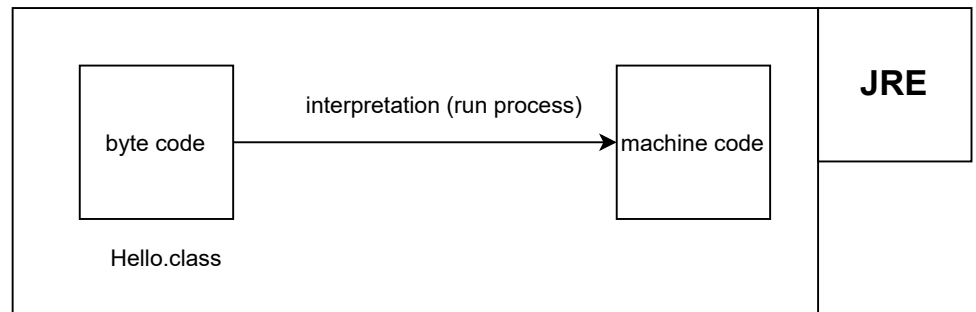 JRE
interpretation (run process)
byte code
machine code
Hello.class